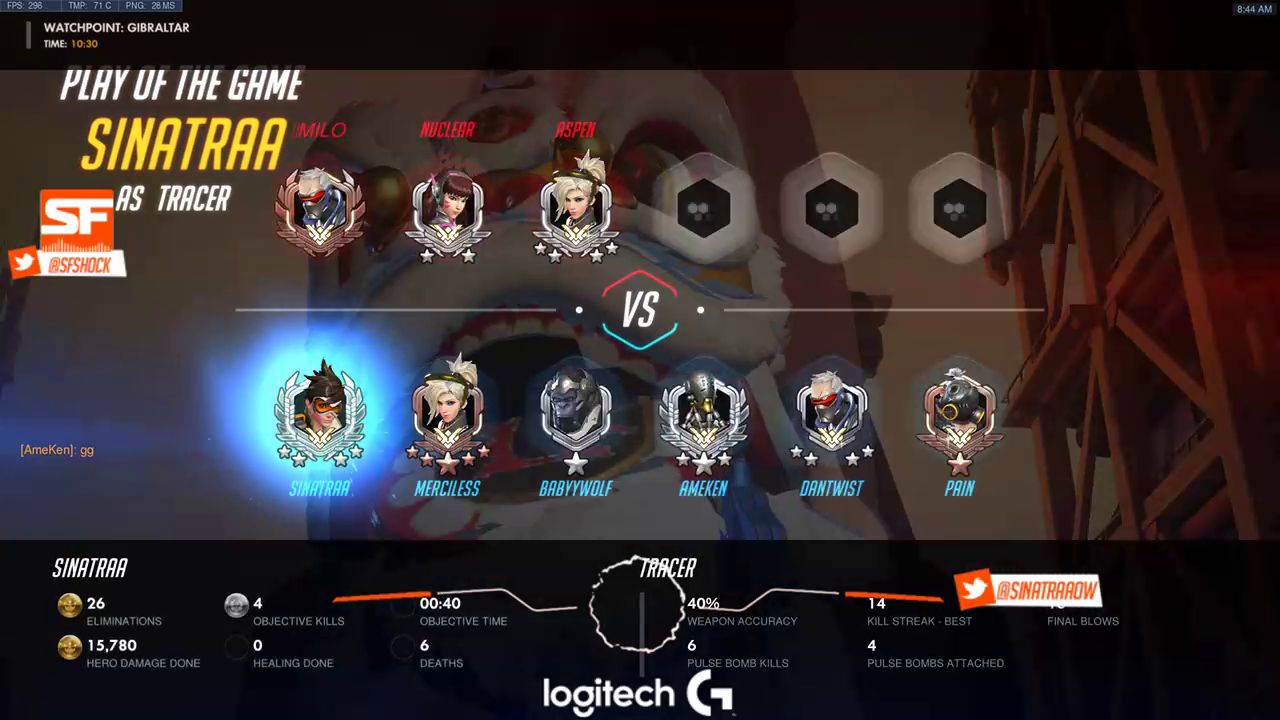 FPS: 296 TMP: 71 C PNG: 26 MS
8:44 AM
WATCHPOINT: GIBRALTAR
TIME: 10:30
PLAY OF THE GAME
SINATRAA
AS TRACER
MILO NUCLEAR ASPEN
SF
@SFSHOCK
VS
[AmeKen]: gg
SINATRAA MERCILESS BABYYWOLF AMEKEN DANTWIST PAIN
SINATRAA TRACER
@SINATRAAOW
26 4 00:40 40% 14
ELIMINATIONS OBJECTIVE KILLS OBJECTIVE TIME WEAPON ACCURACY KILL STREAK - BEST FINAL BLOWS
15,780 0 6 6 4
HERO DAMAGE DONE HEALING DONE DEATHS PULSE BOMB KILLS PULSE BOMBS ATTACHED
logitech G